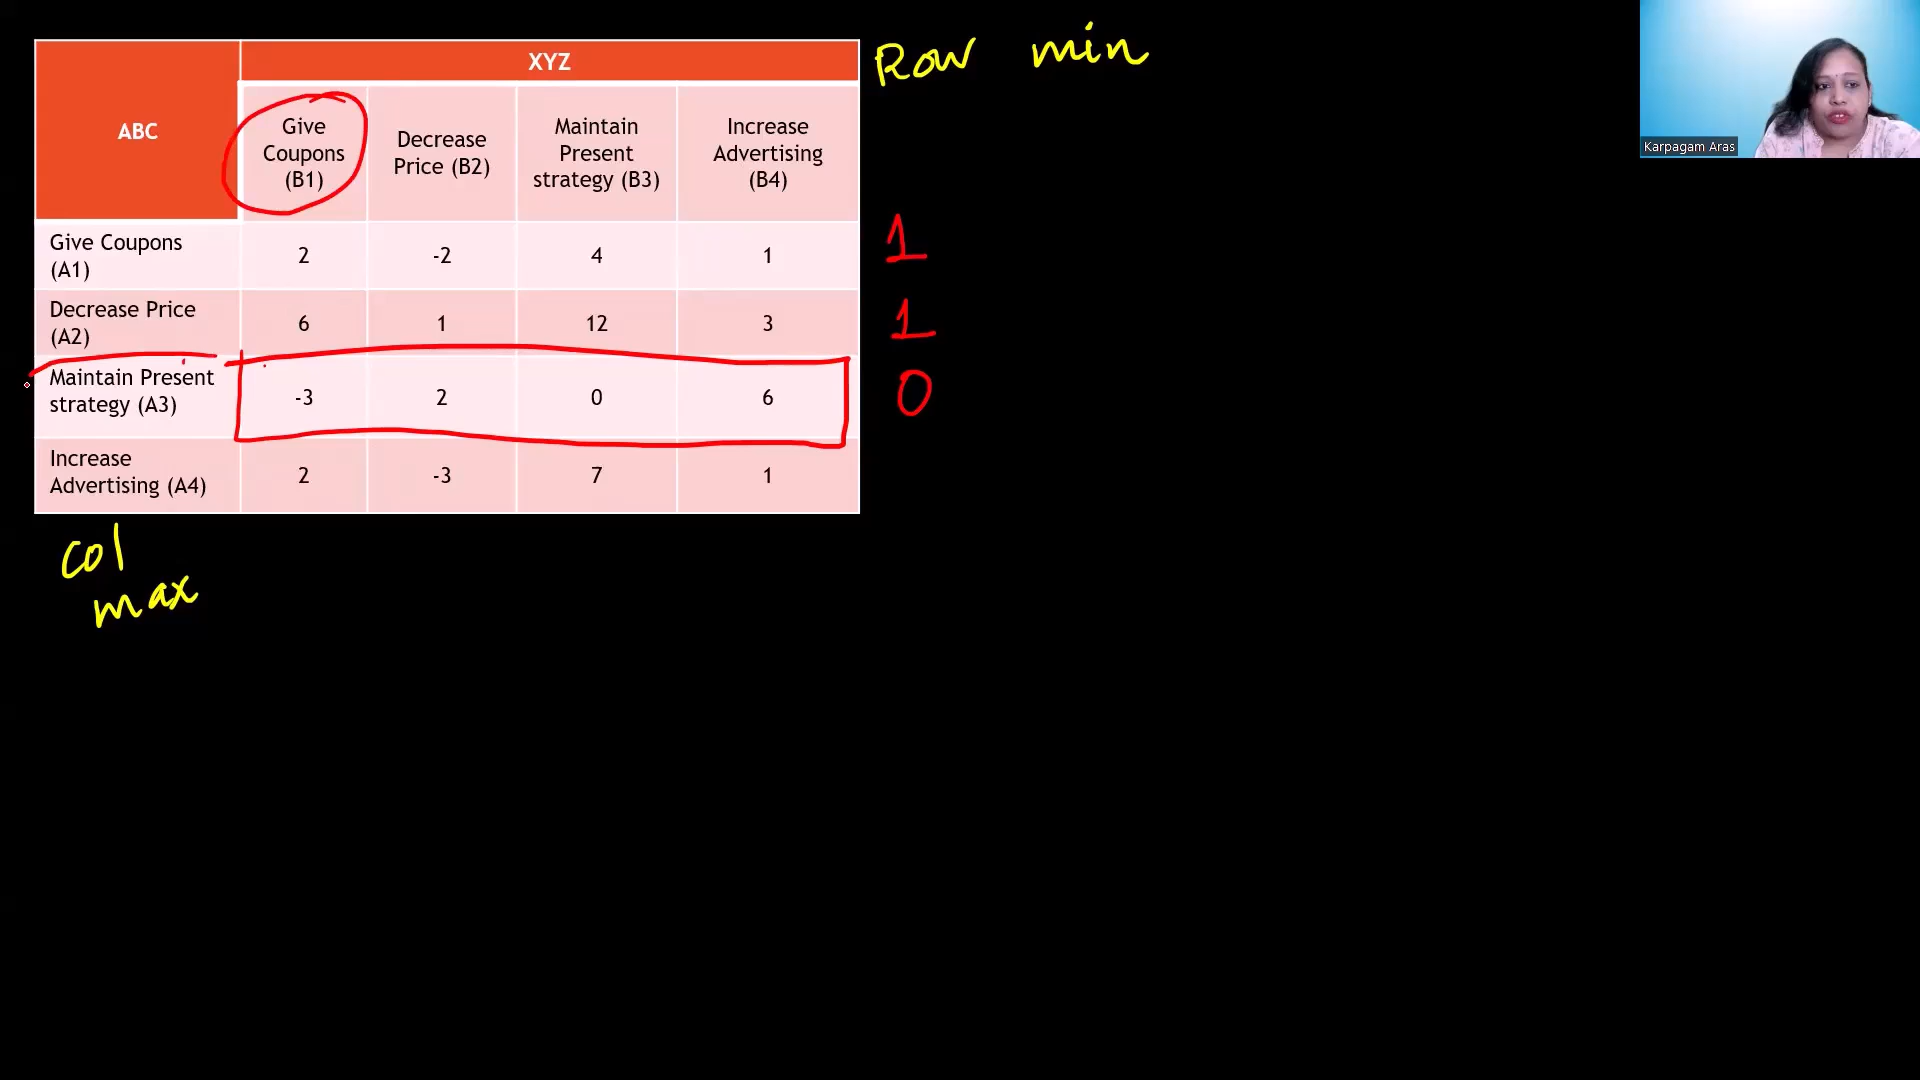 XYZ
Row min
ABC
Give
Coupons
(B1)
Decrease
Price (B2)
Maintain
Present
strategy (B3)
Increase
Advertising
(B4)
Karpagam Aras
Give Coupons
(A1)
2
-2
4
1
1
Decrease Price
(A2)
6
1
12
3
1
Maintain Present
strategy (A3)
-3
2
0
6
0
Increase
Advertising (A4)
2
-3
7
1
col
max